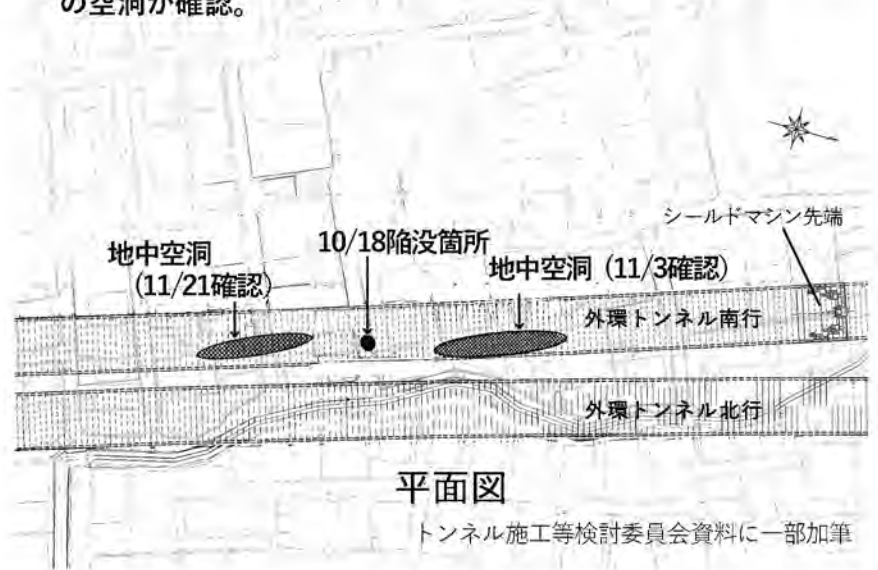 の空洞が確認。
シールドマシン先端
10/18陥没箇所
地中空洞
(11/21確認)
地中空洞(11/3確認)
外環トンネル南行
外環トンネル北行
平面図
トンネル施工等検討委員会資料に一部加筆